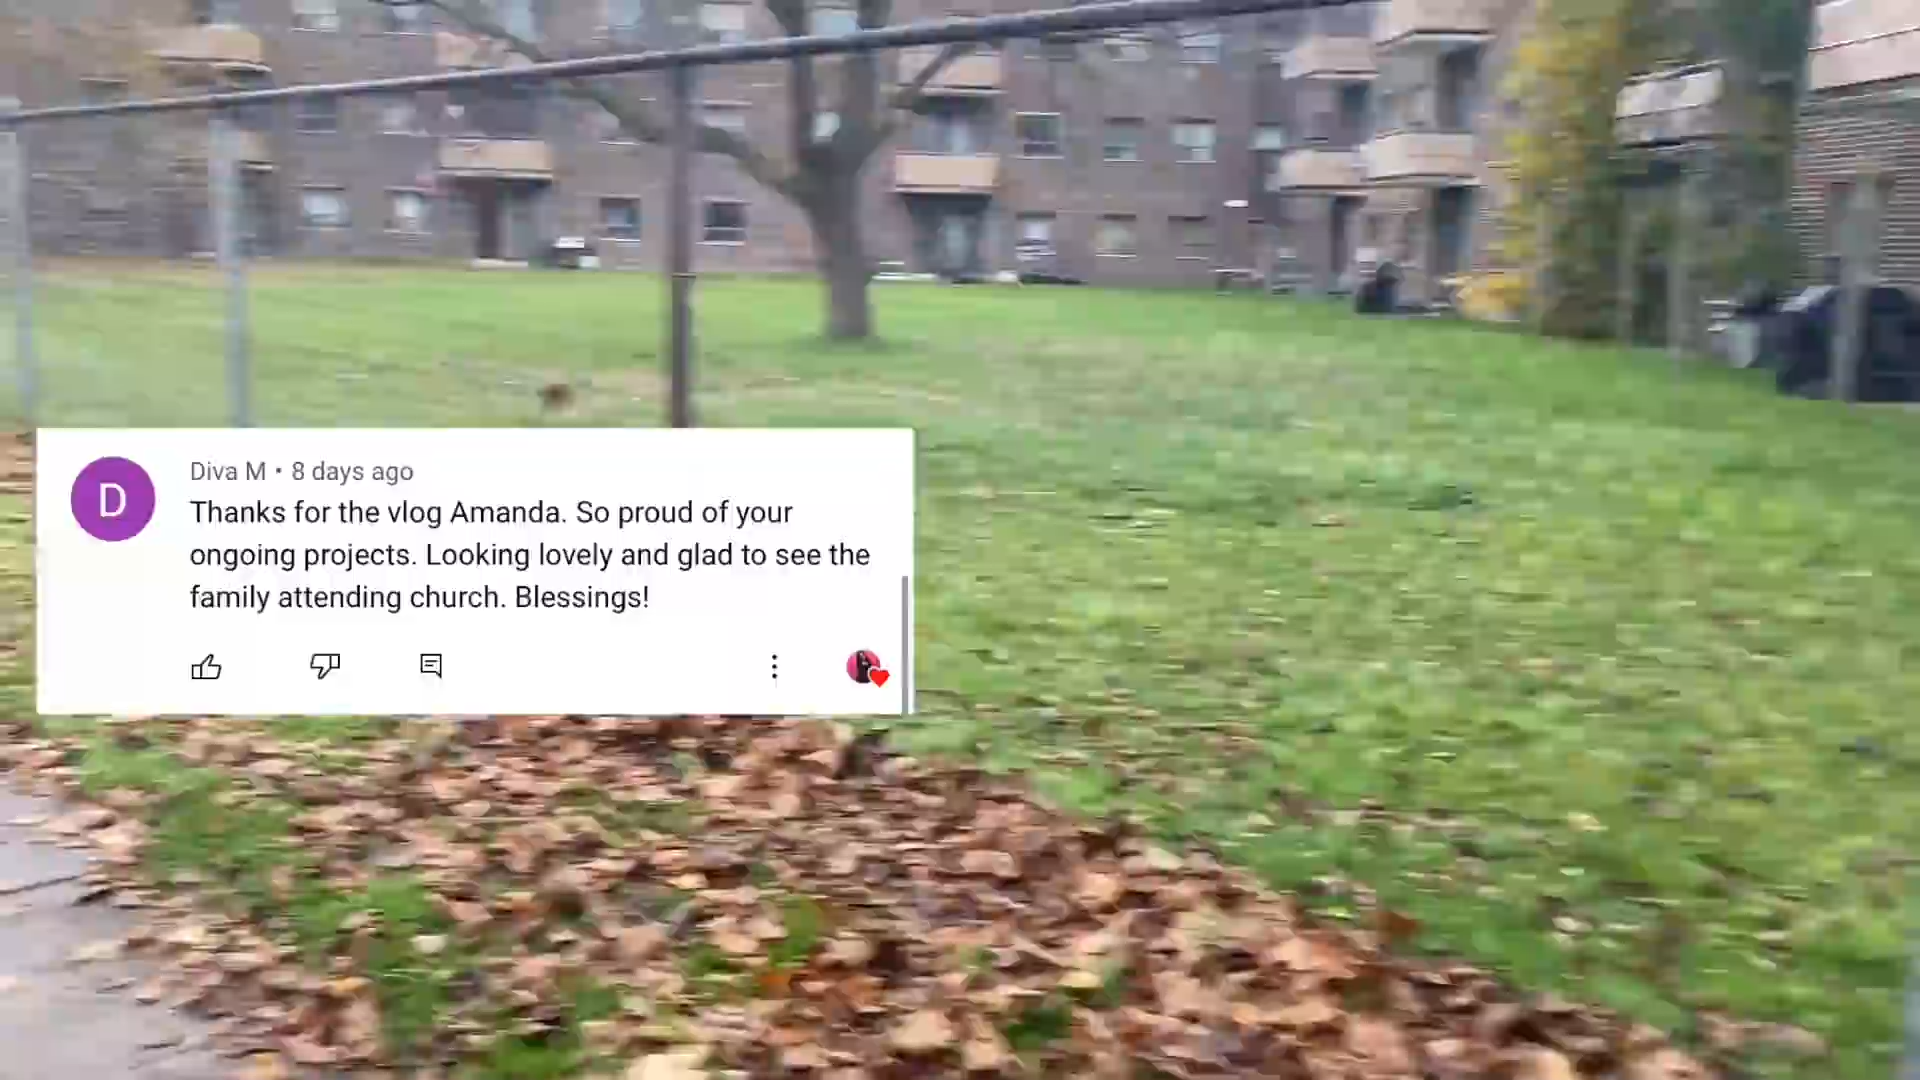 D
Diva M • 8 days ago
Thanks for the vlog Amanda. So proud of your
ongoing projects. Looking lovely and glad to see the
family attending church. Blessings!